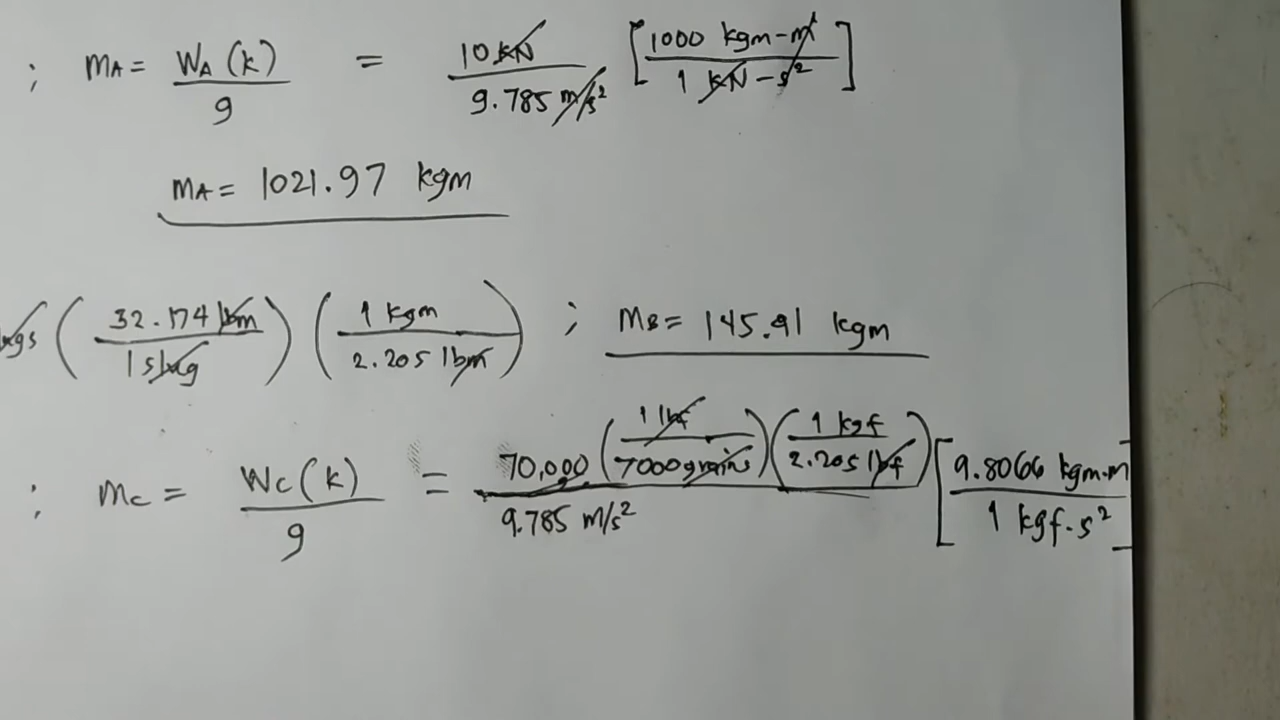 ; mA = WA (k) / g = 10 kN / 9.785 m/s² [1000 kgm-m / 1 kN-s²]
mA = 1021.97 kgm
(32.174 lbm / 1 slug) (1 kgm / 2.205 lbm) ; mB = 145.91 kgm
; mC = WC (k) / g = 70,000 (1 lbf / 7000 grains) (1 kgf / 2.205 lbf) / 9.785 m/s² [9.8066 kgm.m / 1 kgf.s²]